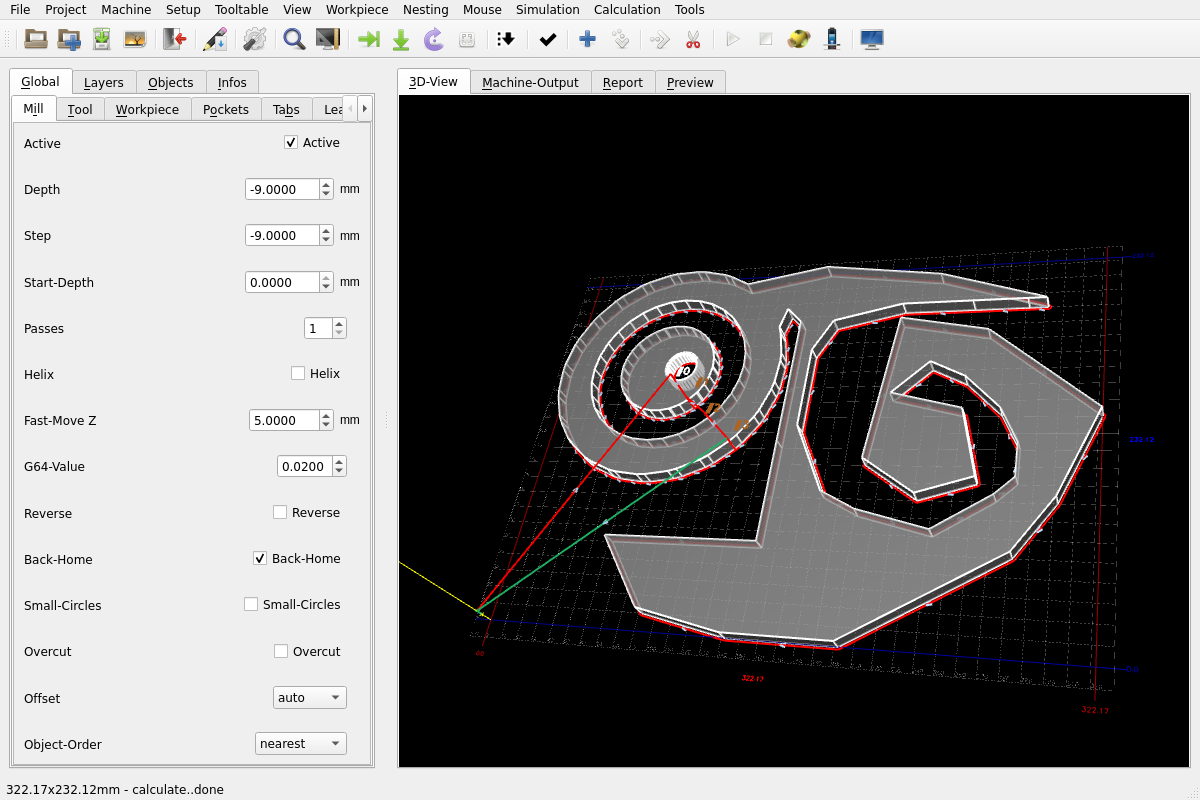 File Project Machine Setup Tooltable View Workpiece Nesting Mouse Simulation Calculation Tools
Global Layers Objects Infos
Mill Tool Workpiece Pockets Tabs
Active Active
Depth -9.0000 mm
Step -9.0000 mm
Start-Depth 0.0000 mm
Passes 1
Helix Helix
Fast-Move Z 5.0000 mm
G64-Value 0.0200
Reverse Reverse
Back-Home Back-Home
Small-Circles Small-Circles
Overcut Overcut
Offset auto
Object-Order nearest
3D-View Machine-Output Report Preview
232.12
322.17
322.17
322.17x232.12mm - calculate..done